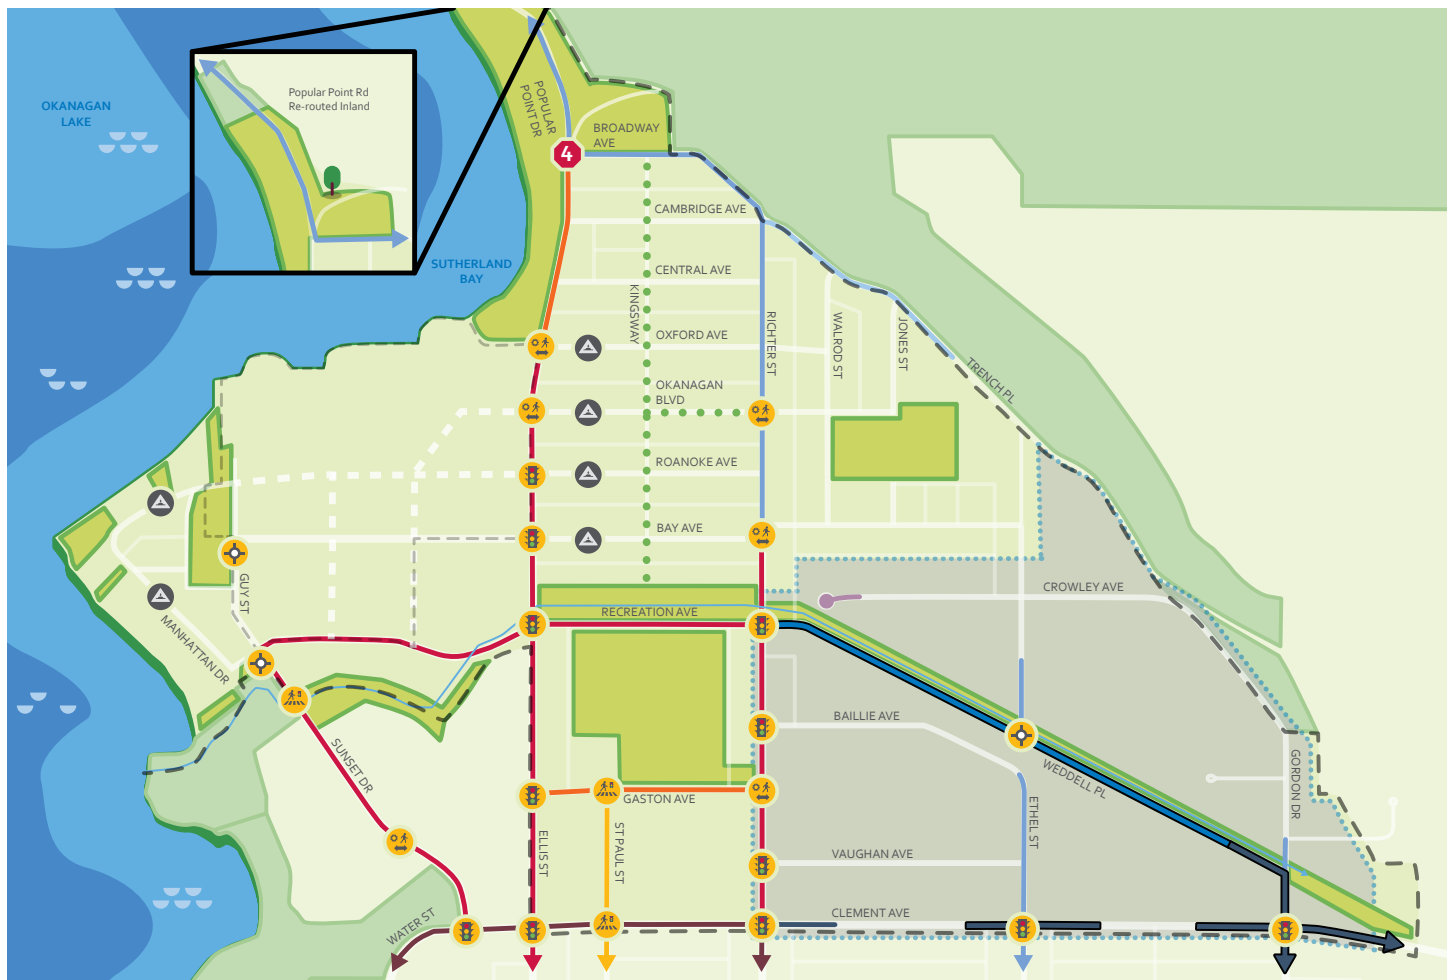 OKANAGAN
LAKE
Popular Point Rd
Re-routed Inland
POPULAR
POINT DR
BROADWAY
AVE
4
CAMBRIDGE AVE
SUTHERLAND
BAY
CENTRAL AVE
KINGSWAY
OXFORD AVE
RICHTER ST
WALROD ST
JONES ST
TRENCH PL
OKANAGAN
BLVD
ROANOKE AVE
BAY AVE
GUY ST
MANHATTAN DR
RECREATION AVE
CROWLEY AVE
SUNSET DR
BAILLIE AVE
WEDDELL PL
GORDON DR
GASTON AVE
ELLIS ST
ST PAUL ST
ETHEL ST
VAUGHAN AVE
WATER ST
CLEMENT AVE